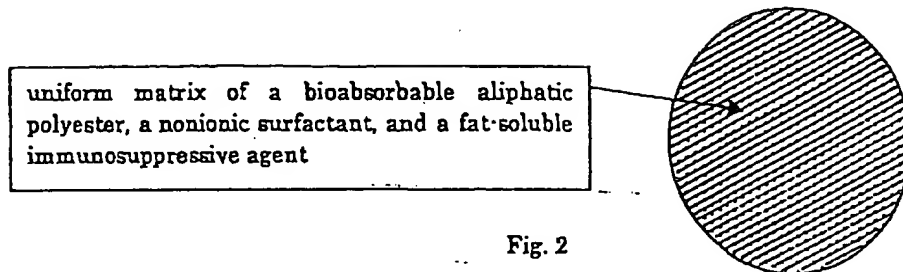 uniform matrix of a bioabsorbable aliphatic
polyester, a nonionic surfactant, and a fat-soluble
immunosuppressive agent
Fig. 2